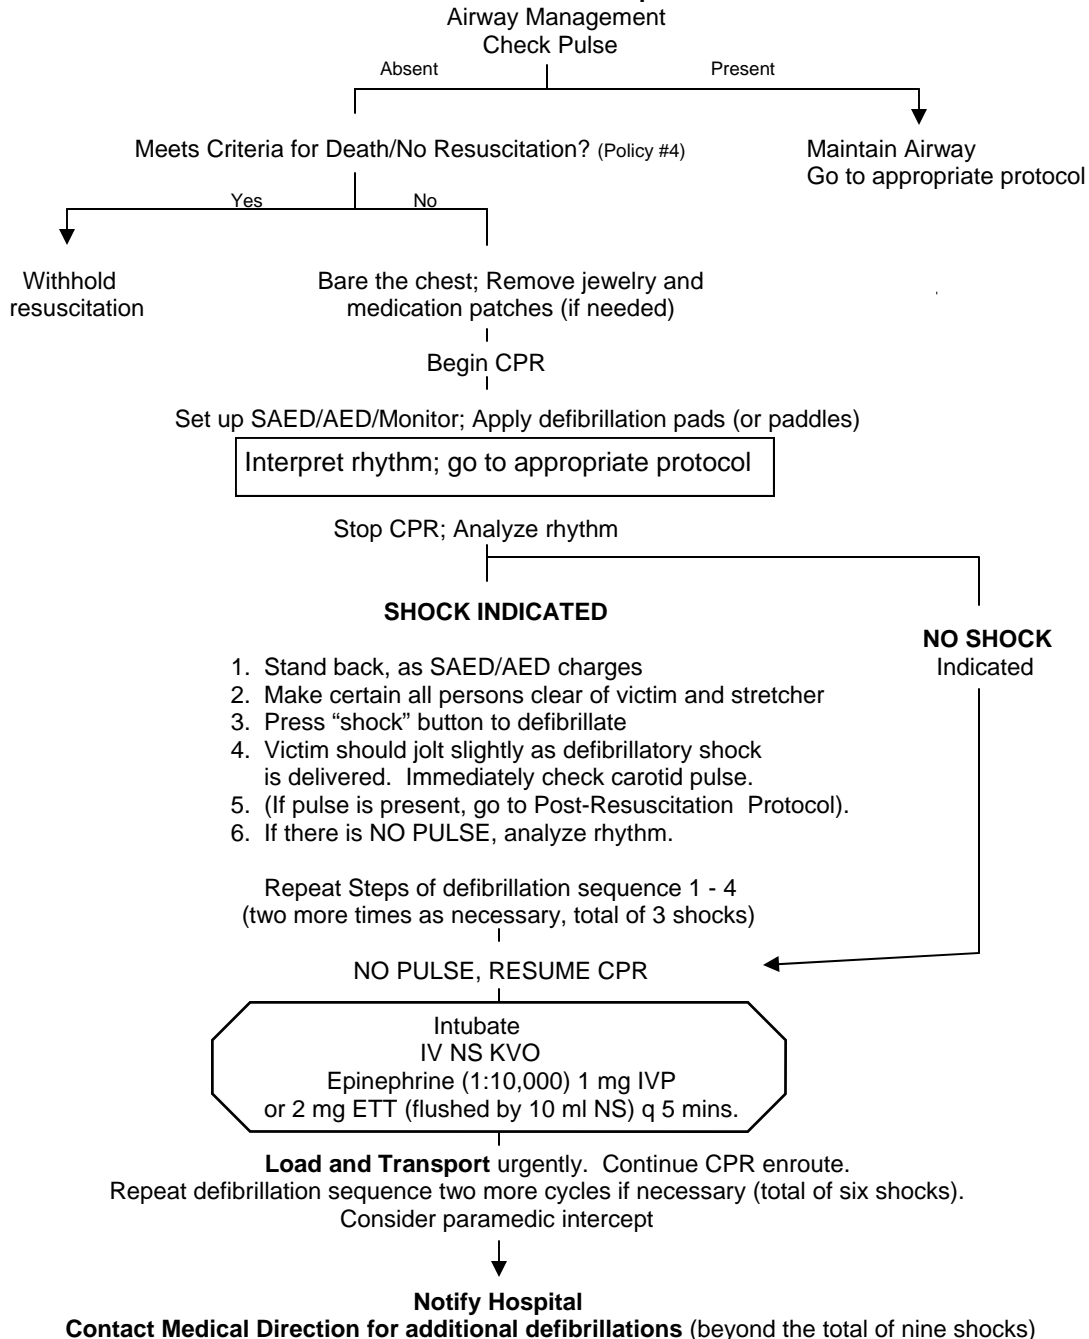 Airway Management
Check Pulse
Absent
Present
Meets Criteria for Death/No Resuscitation? (Policy #4)
Maintain Airway
Go to appropriate protocol
Yes
No
Withhold
resuscitation
Bare the chest; Remove jewelry and
medication patches (if needed)
Begin CPR
Set up SAED/AED/Monitor; Apply defibrillation pads (or paddles)
Interpret rhythm; go to appropriate protocol
Stop CPR; Analyze rhythm
SHOCK INDICATED
NO SHOCK
Indicated
1. Stand back, as SAED/AED charges
2. Make certain all persons clear of victim and stretcher
3. Press “shock” button to defibrillate
4. Victim should jolt slightly as defibrillatory shock
is delivered. Immediately check carotid pulse.
5. (If pulse is present, go to Post-Resuscitation Protocol).
6. If there is NO PULSE, analyze rhythm.
Repeat Steps of defibrillation sequence 1 - 4
(two more times as necessary, total of 3 shocks)
NO PULSE, RESUME CPR
Intubate
IV NS KVO
Epinephrine (1:10,000) 1 mg IVP
or 2 mg ETT (flushed by 10 ml NS) q 5 mins.
Load and Transport urgently. Continue CPR enroute.
Repeat defibrillation sequence two more cycles if necessary (total of six shocks).
Consider paramedic intercept
Notify Hospital
Contact Medical Direction for additional defibrillations (beyond the total of nine shocks)